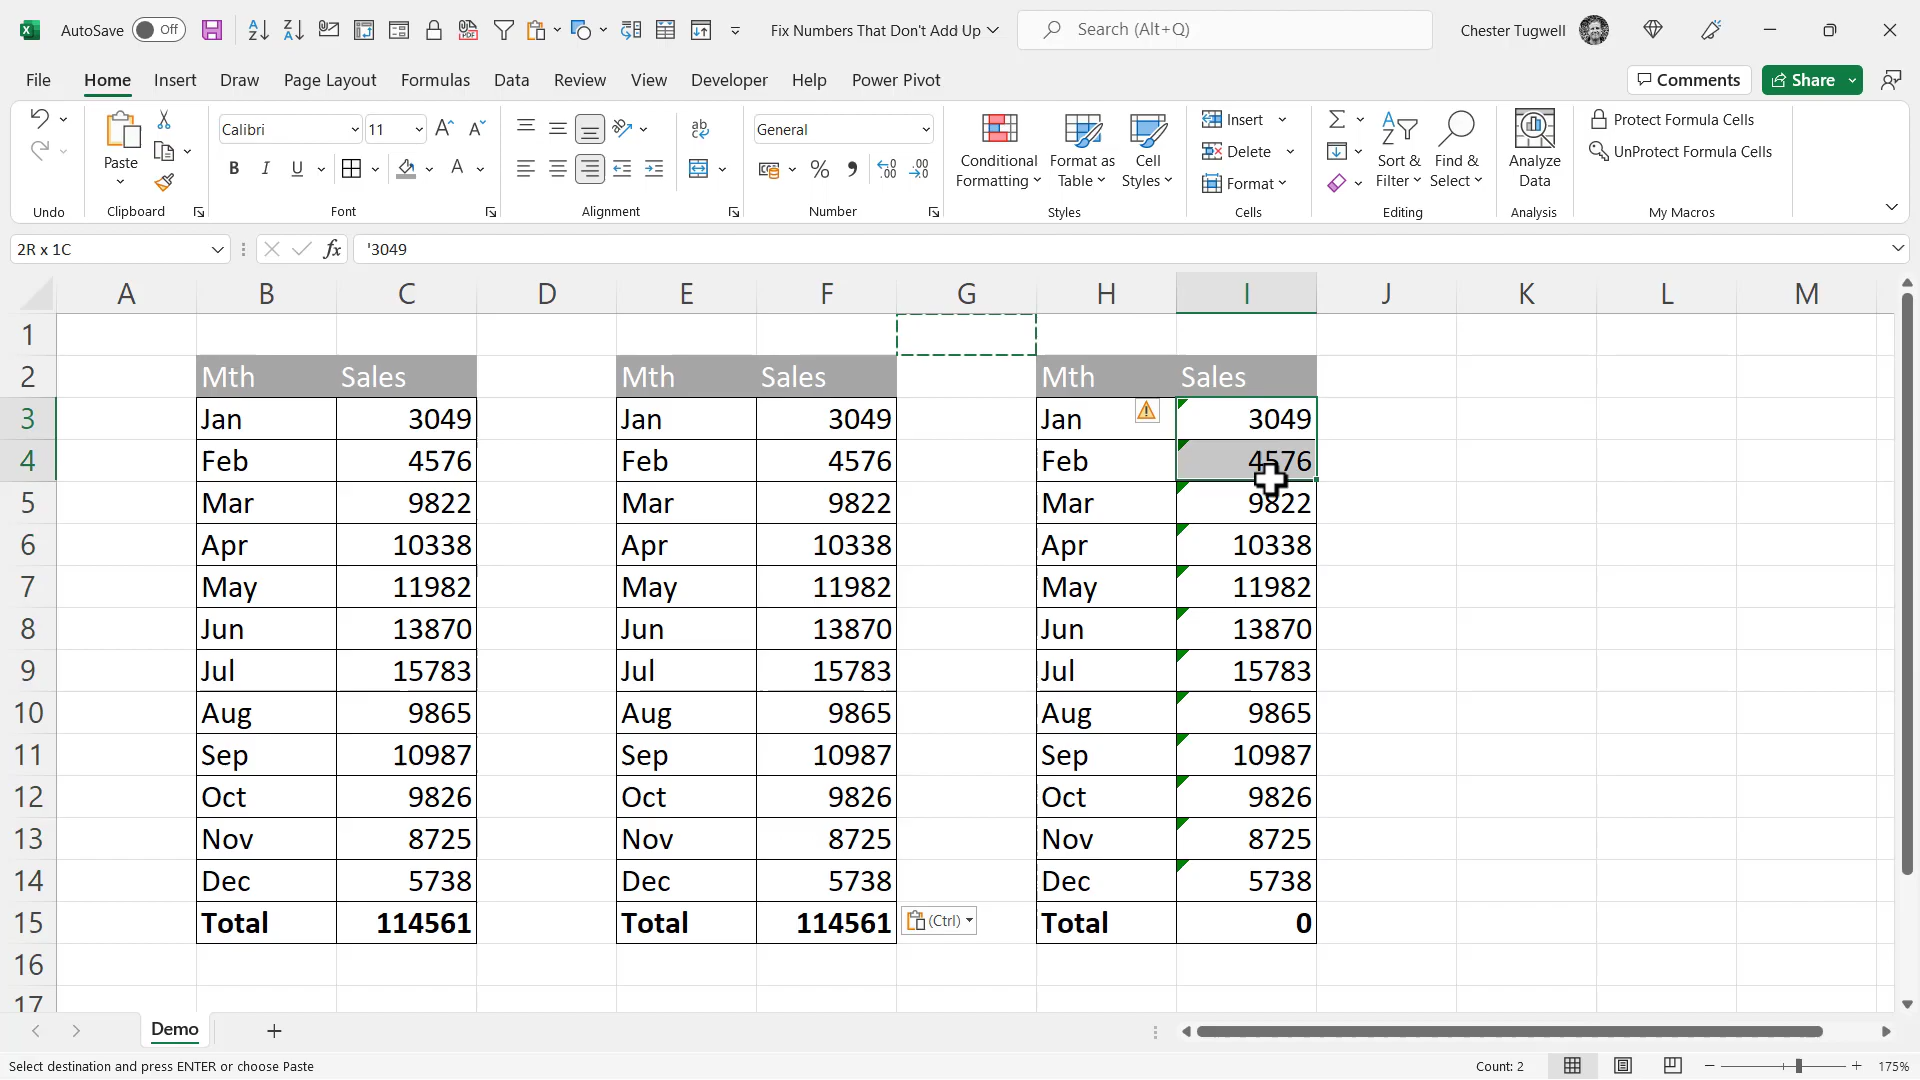 AutoSave Off Fix Numbers That Don't Add Up Search (Alt+Q) Chester Tugwell
File Home Insert Draw Page Layout Formulas Data Review View Developer Help Power Pivot Comments Share
Paste
Calibri 11
B I U
ab c
General
%
Conditional Formatting
Format as Table
Cell Styles
Insert
Delete
Format
Sort & Filter
Find & Select
Analyze Data
Protect Formula Cells
UnProtect Formula Cells
Undo Clipboard Font Alignment Number Styles Cells Editing Analysis My Macros
2R x 1C fx '3049
A B C D E F G H I J K L M
1
2 Mth Sales Mth Sales Mth Sales
3 Jan 3049 Jan 3049 Jan 3049
4 Feb 4576 Feb 4576 Feb 4576
5 Mar 9822 Mar 9822 Mar 9822
6 Apr 10338 Apr 10338 Apr 10338
7 May 11982 May 11982 May 11982
8 Jun 13870 Jun 13870 Jun 13870
9 Jul 15783 Jul 15783 Jul 15783
10 Aug 9865 Aug 9865 Aug 9865
11 Sep 10987 Sep 10987 Sep 10987
12 Oct 9826 Oct 9826 Oct 9826
13 Nov 8725 Nov 8725 Nov 8725
14 Dec 5738 Dec 5738 Dec 5738
15 Total 114561 Total 114561 (Ctrl) Total 0
16
17
Demo
Select destination and press ENTER or choose Paste Count: 2 175%